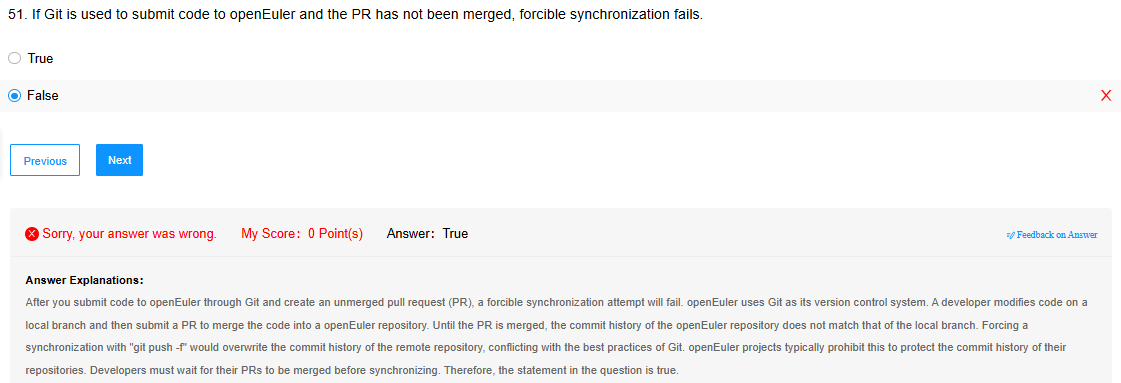 51. If Git is used to submit code to openEuler and the PR has not been merged, forcible synchronization fails.
True
False
Previous Next
Sorry, your answer was wrong. My Score: 0 Point(s) Answer: True Feedback on Answer
Answer Explanations:
After you submit code to openEuler through Git and create an unmerged pull request (PR), a forcible synchronization attempt will fail. openEuler uses Git as its version control system. A developer modifies code on a
local branch and then submit a PR to merge the code into a openEuler repository. Until the PR is merged, the commit history of the openEuler repository does not match that of the local branch. Forcing a
synchronization with "git push -f" would overwrite the commit history of the remote repository, conflicting with the best practices of Git. openEuler projects typically prohibit this to protect the commit history of their
repositories. Developers must wait for their PRs to be merged before synchronizing. Therefore, the statement in the question is true.